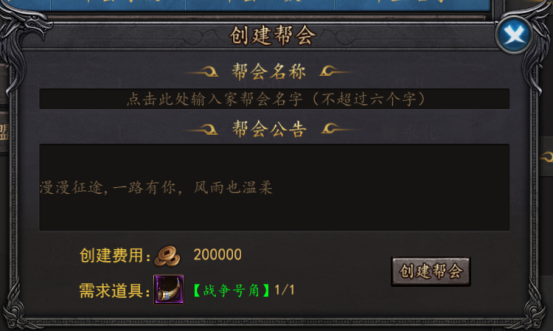 创建帮会
帮会名称
点击此处输入家帮会名字（不超过六个字）
帮会公告
漫漫征途,一路有你，风雨也温柔
创建费用: 200000
创建帮会
需求道具: 【战争号角】1/1